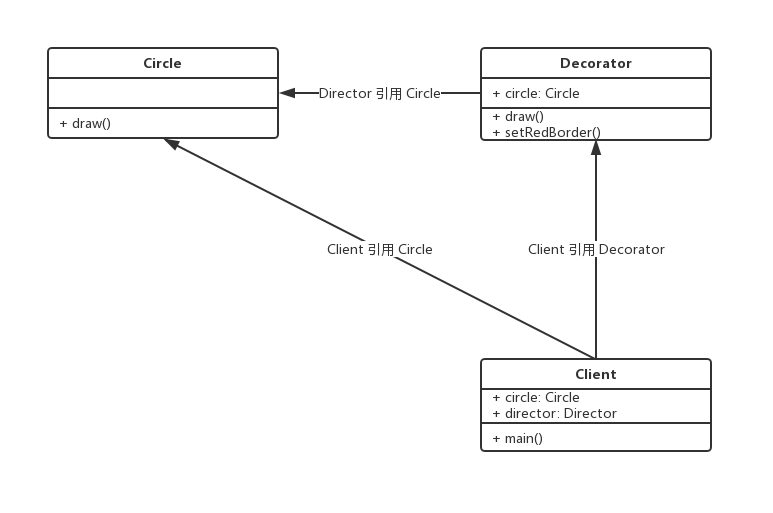 Circle
+ draw()
Director 引用 Circle
Decorator
+ circle: Circle
+ draw()
+ setRedBorder()
Client 引用 Circle
Client 引用 Decorator
Client
+ circle: Circle
+ director: Director
+ main()